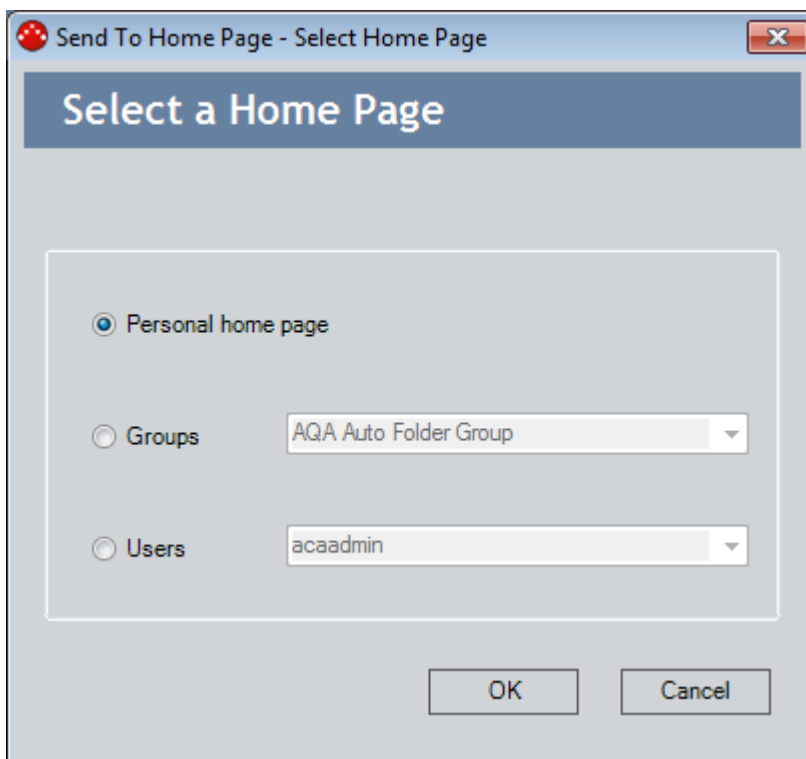 Send To Home Page - Select Home Page
Select a Home Page
Personal home page
Groups AQA Auto Folder Group
Users acaadmin
OK Cancel